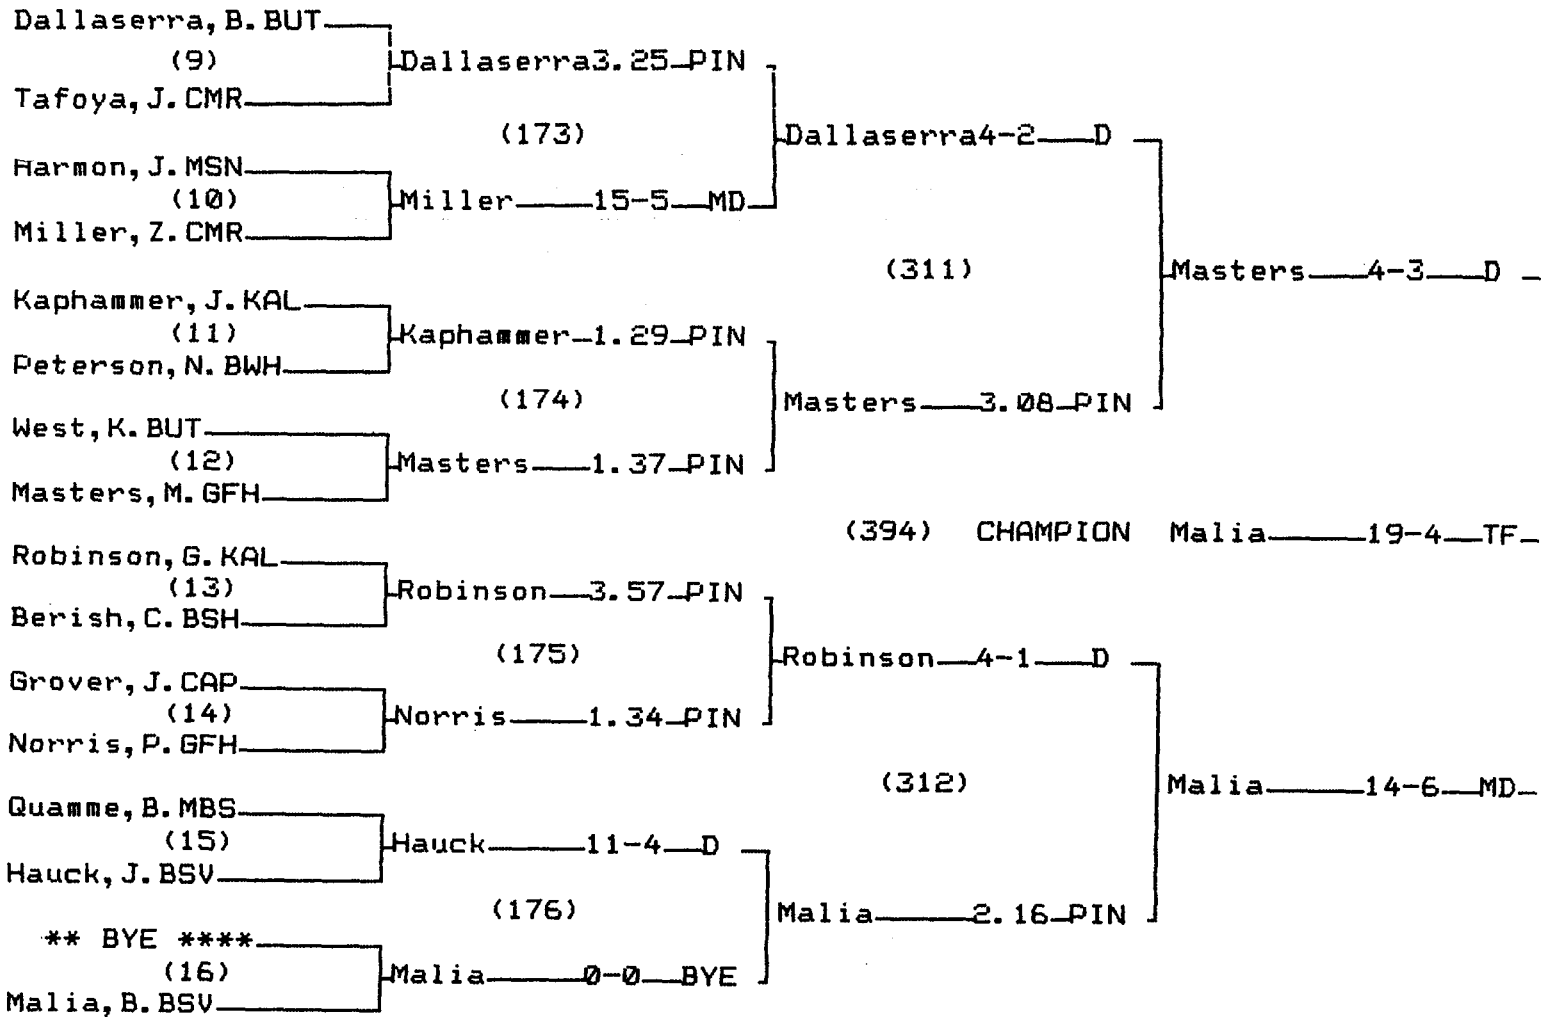 Dallaserra, B. BUT
(9) Dallaserra 3.25 PIN
Tafoya, J. CMR
(173) Dallaserra 4-2 D
Harmon, J. MSN
(10) Miller 15-5 MD
Miller, Z. CMR
(311) Masters 4-3 D
Kaphammer, J. KAL
(11) Kaphammer 1.29 PIN
Peterson, N. BWH
(174) Masters 3.08 PIN
West, K. BUT
(12) Masters 1.37 PIN
Masters, M. GFH
(394) CHAMPION Malia 19-4 TF
Robinson, G. KAL
(13) Robinson 3.57 PIN
Berish, C. BSH
(175) Robinson 4-1 D
Grover, J. CAP
(14) Norris 1.34 PIN
Norris, P. GFH
(312) Malia 14-6 MD
Quamme, B. MBS
(15) Hauck 11-4 D
Hauck, J. BSV
(176) Malia 2.16 PIN
** BYE ****
(16) Malia 0-0 BYE
Malia, B. BSV